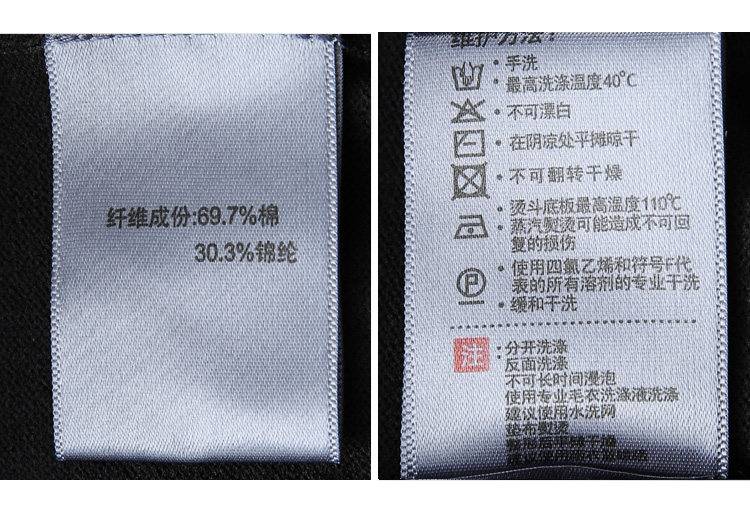 纤维成份:69.7%棉
30.3%锦纶
维护方法:
• 手洗
• 最高洗涤温度40℃
• 不可漂白
• 在阴凉处平摊晾干
• 不可翻转干燥
• 熨斗底板最高温度110℃
• 蒸汽熨烫可能造成不可回
复的损伤
• 使用四氯乙烯和符号F代
表的所有溶剂的专业干洗
• 缓和干洗
P
注:分开洗涤
反面洗涤
不可长时间浸泡
使用专业毛衣洗涤液洗涤
建议使用水洗网
垫布熨烫